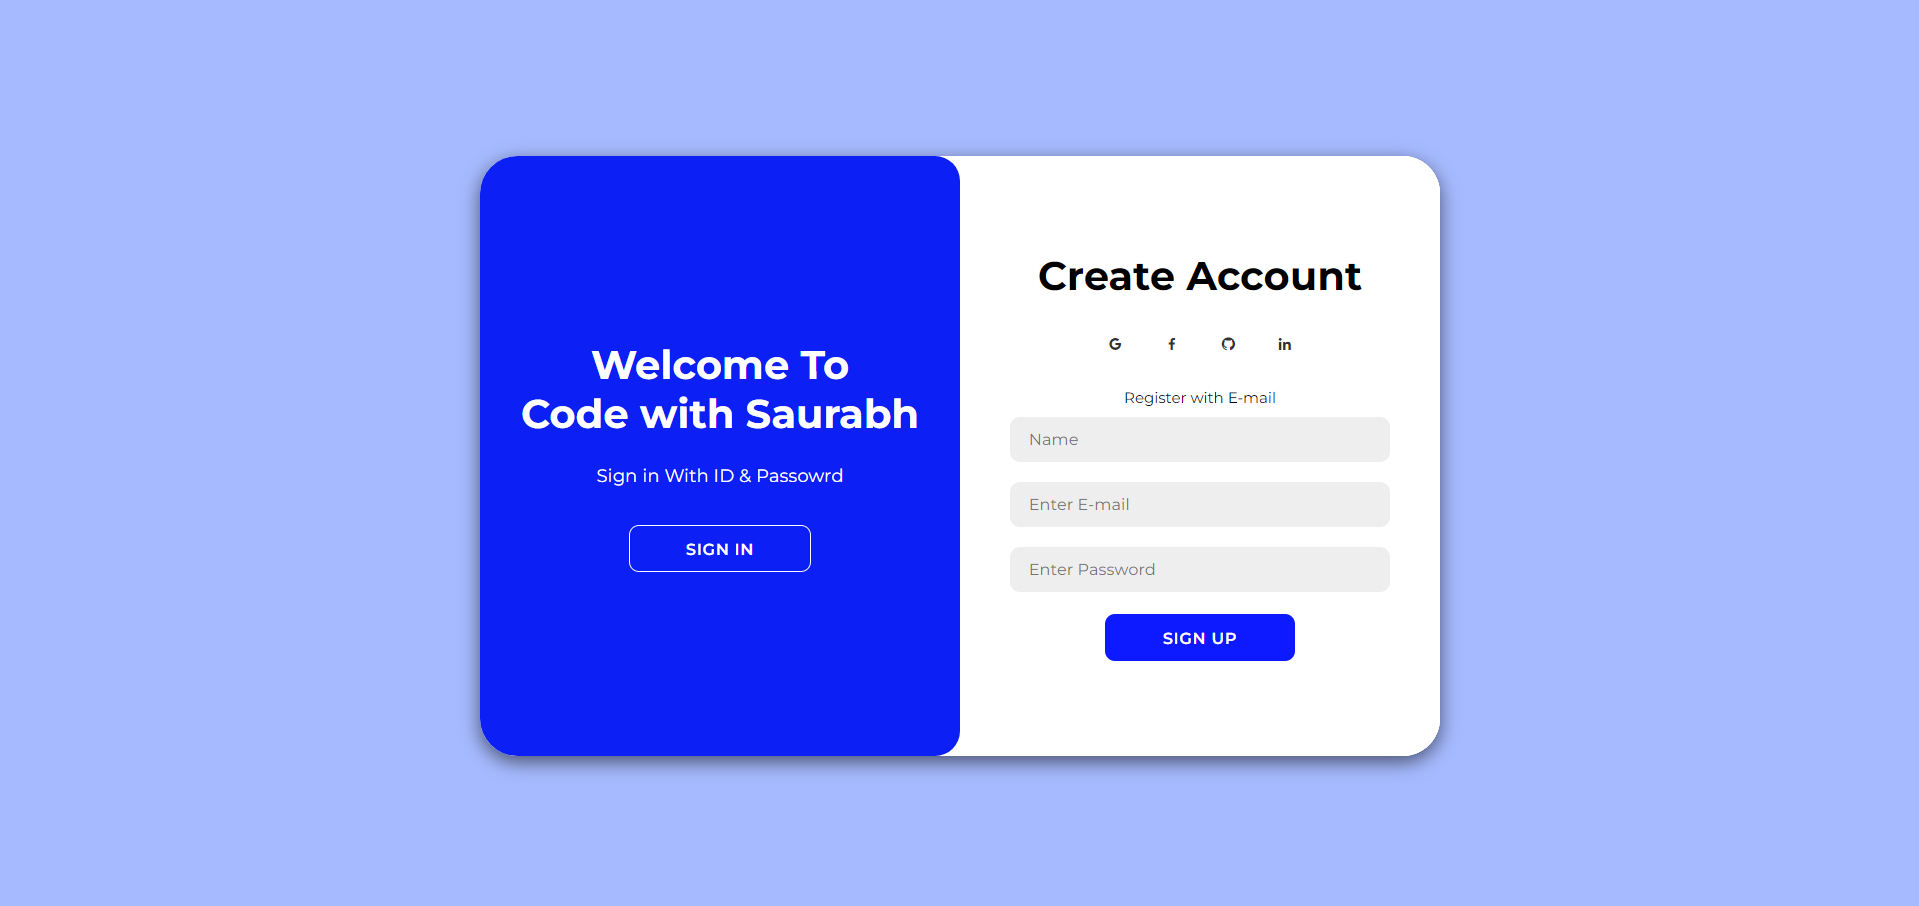 Welcome To
Code with Saurabh
Sign in With ID & Passowrd
SIGN IN
Create Account
Register with E-mail
Name
Enter E-mail
Enter Password
SIGN UP